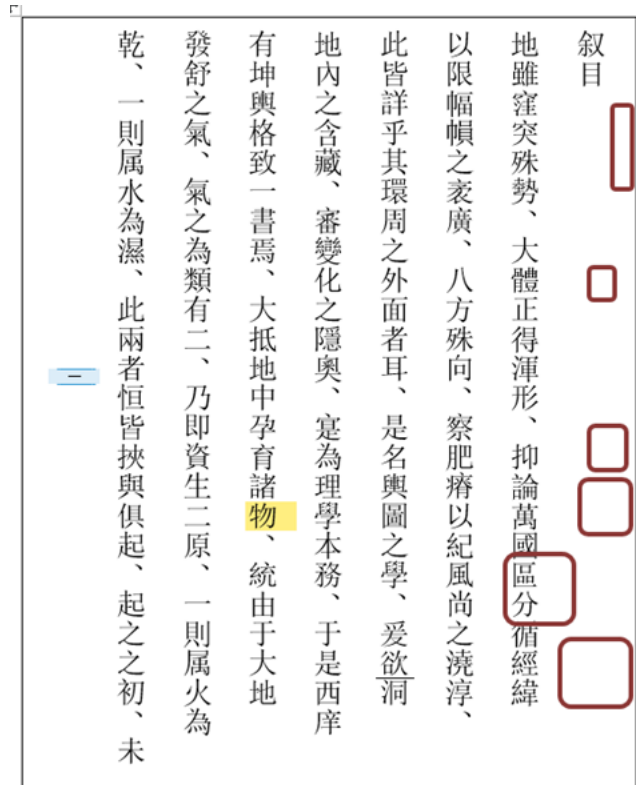 叙目
地雖窪突殊勢、大體正得渾形、抑論萬國區分循經緯
以限幅幀之袤廣、八方殊向、察肥瘠以紀風尚之澆淳、
此皆詳乎其環周之外面者耳、是名輿圖之學、爰欲洞
地內之含藏、審變化之隱奧、寔為理學本務、于是西庠
有坤輿格致一書焉、大抵地中孕育諸物、統由于大地
發舒之氣、氣之為類有二、乃即資生二原、一則属火為
乾、一則属水為濕、此兩者恒皆挾與俱起、起之之初、未
一